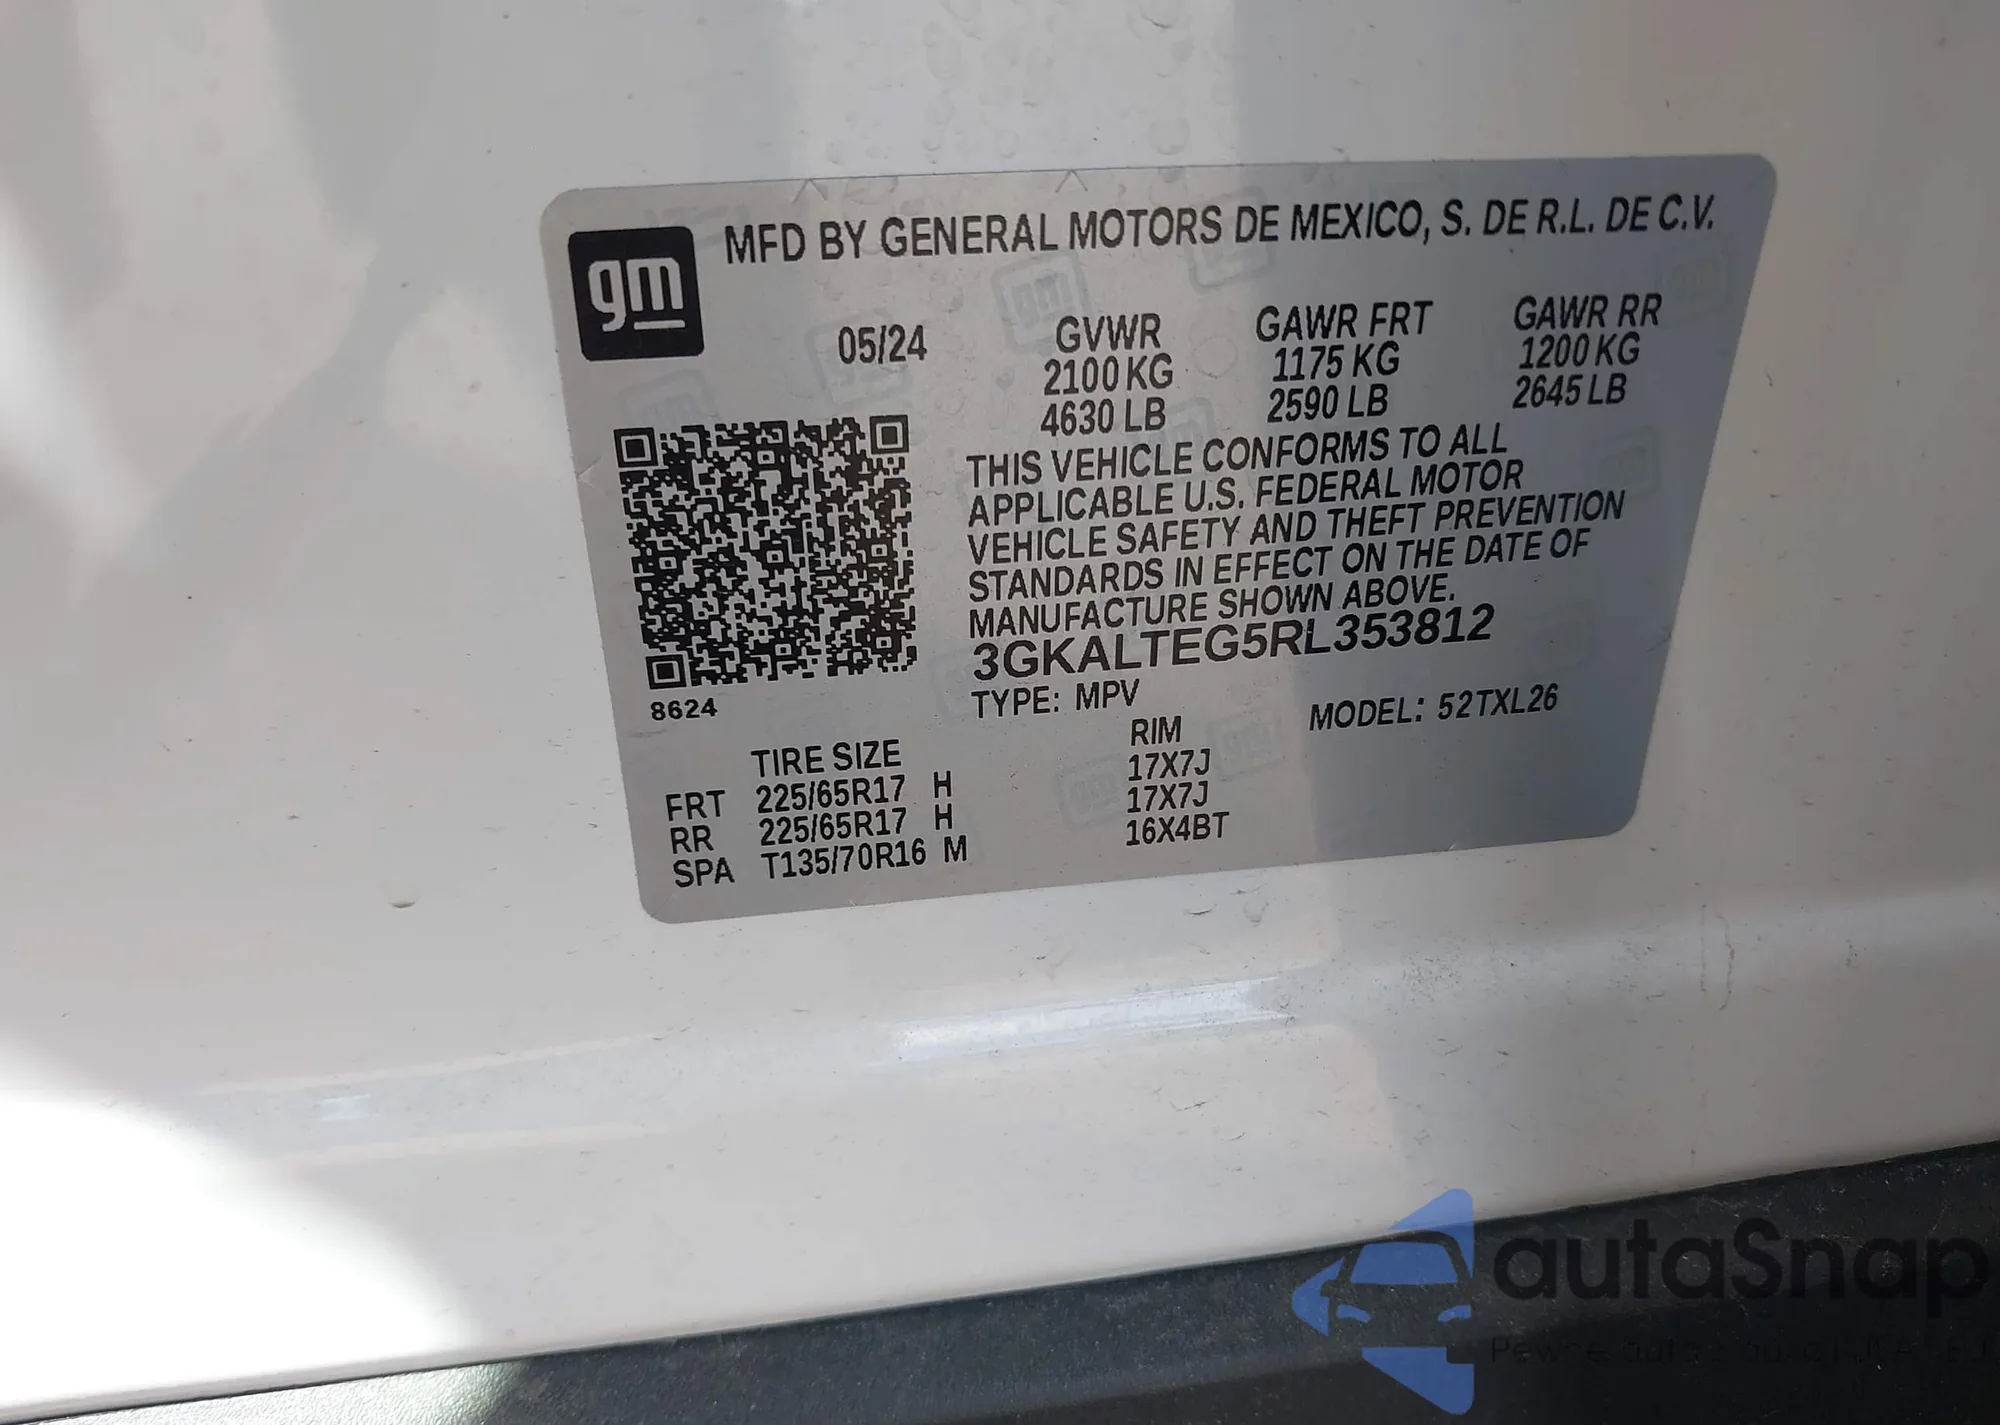 gm
MFD BY GENERAL MOTORS DE MEXICO, S. DE R.L. DE C.V.
05/24
GVWR
2100 KG
4630 LB
GAWR FRT
1175 KG
2590 LB
GAWR RR
1200 KG
2645 LB
THIS VEHICLE CONFORMS TO ALL
APPLICABLE U.S. FEDERAL MOTOR
VEHICLE SAFETY AND THEFT PREVENTION
STANDARDS IN EFFECT ON THE DATE OF
MANUFACTURE SHOWN ABOVE.
3GKALTEG5RL353812
8624
TYPE: MPV
MODEL: 52TXL26
TIRE SIZE
RIM
FRT 225/65R17 H 17X7J
RR 225/65R17 H 17X7J
SPA T135/70R16 M 16X4BT
autaSnap